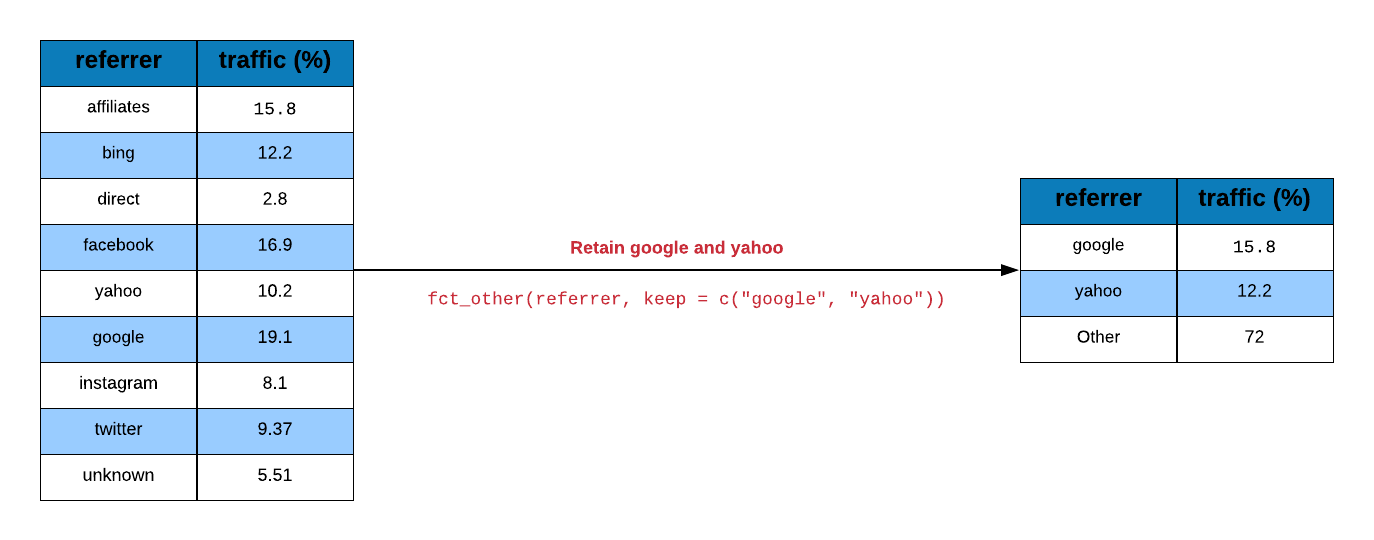 referrer traffic (%)
affiliates 15.8
bing 12.2
direct 2.8
facebook 16.9
yahoo 10.2
google 19.1
instagram 8.1
twitter 9.37
unknown 5.51
Retain google and yahoo
fct_other(referrer, keep = c("google", "yahoo"))
referrer traffic (%)
google 15.8
yahoo 12.2
Other 72